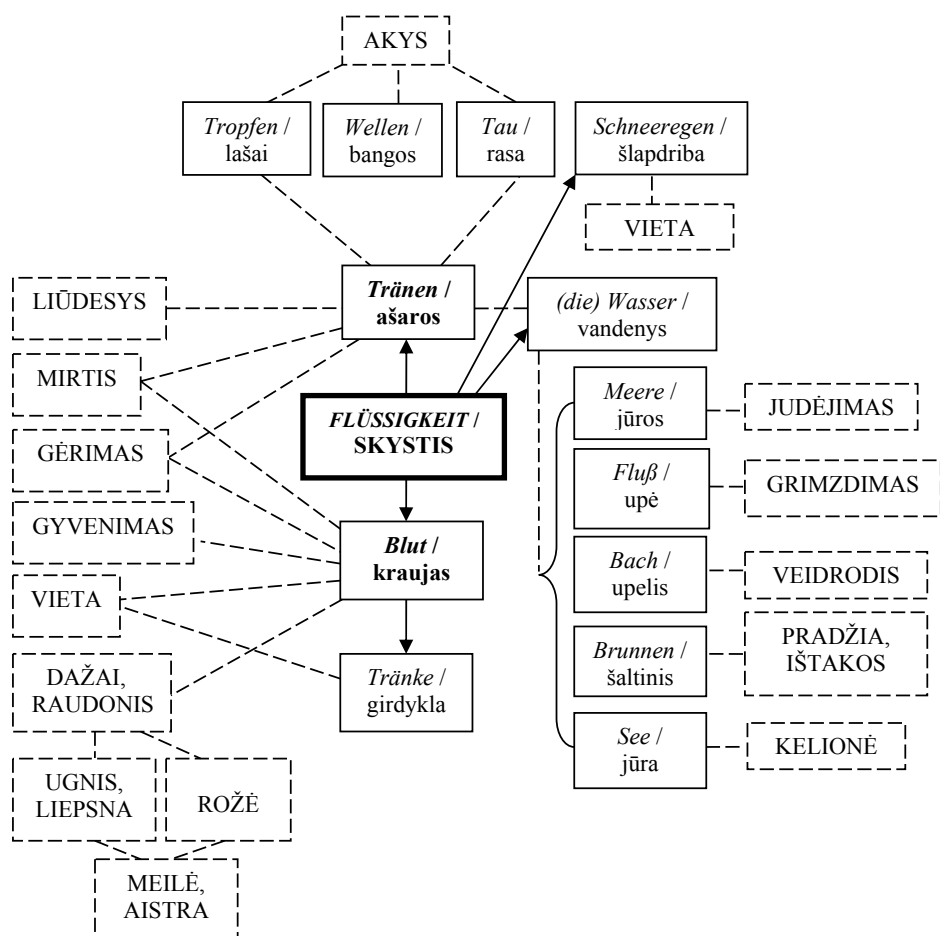 AKYS
Tropfen /
lašai
Wellen /
bangos
Tau /
rasa
Schneeregen /
šlapdriba
VIETA
Tränen /
ašaros
(die) Wasser /
vandenys
LIŪDESYS
MIRTIS
GĖRIMAS
GYVENIMAS
VIETA
DAŽAI,
RAUDONIS
UGNIS,
LIEPSNA
ROŽĖ
MEILĖ,
AISTRA
FLÜSSIGKEIT /
SKYSTIS
Blut /
kraujas
Tränke /
girdykla
Meere /
jūros
JUDĖJIMAS
Fluß /
upė
GRIMZDIMAS
Bach /
upelis
VEIDRODIS
Brunnen /
šaltinis
PRADŽIA,
IŠTAKOS
See /
jūra
KELIONĖ